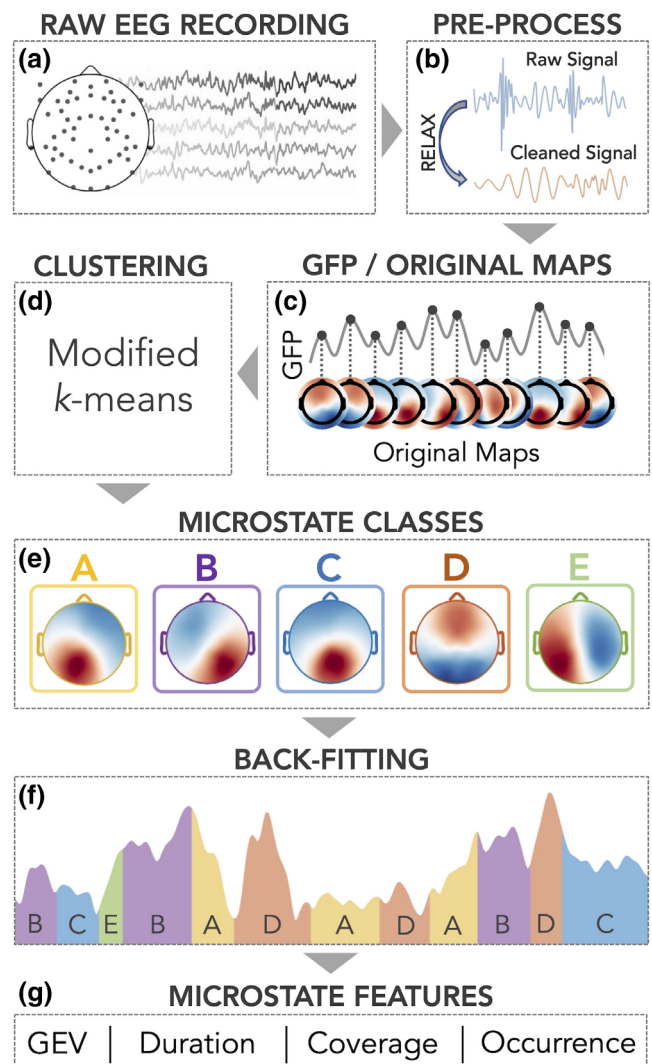 RAW EEG RECORDING
(a)
PRE-PROCESS
(b)
Raw Signal
RELAX
Cleaned Signal
GFP / ORIGINAL MAPS
(c)
GFP
Original Maps
CLUSTERING
(d)
Modified
k-means
MICROSTATE CLASSES
(e)
A B C D E
BACK-FITTING
(f)
B C E B A D A D A B D C
(g)
MICROSTATE FEATURES
GEV | Duration | Coverage | Occurrence